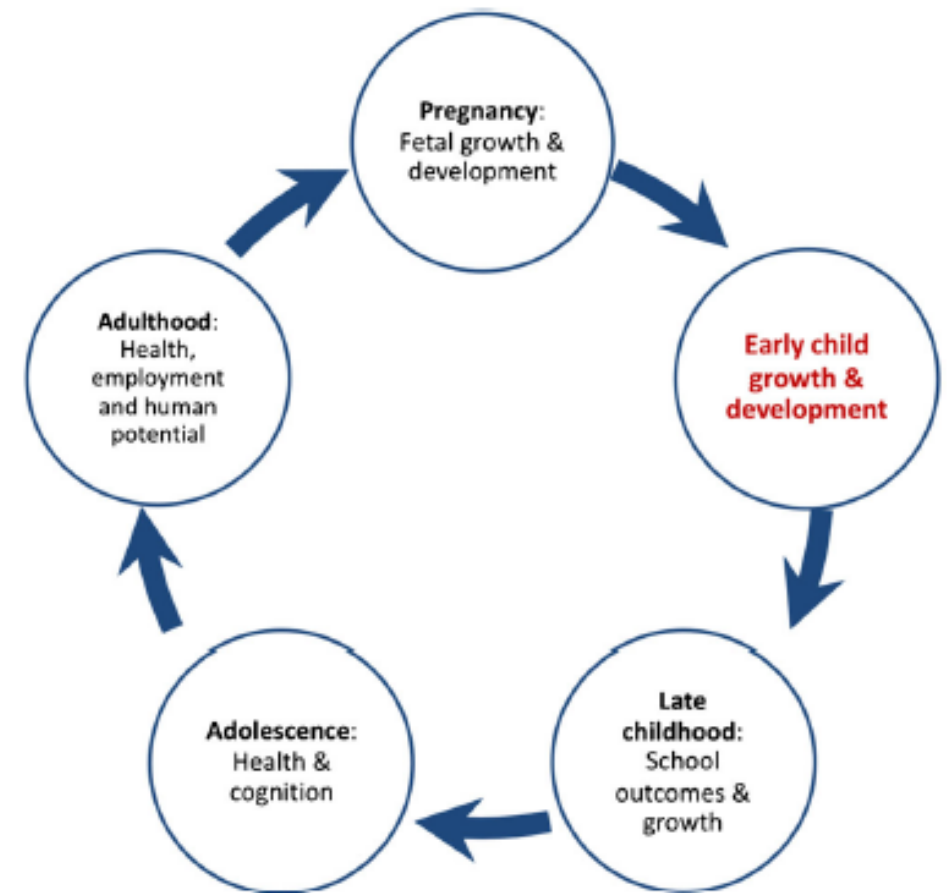 Pregnancy:
Fetal growth &
development
Early child
growth &
development
Late
childhood:
School
outcomes &
growth
Adolescence:
Health &
cognition
Adulthood:
Health,
employment
and human
potential